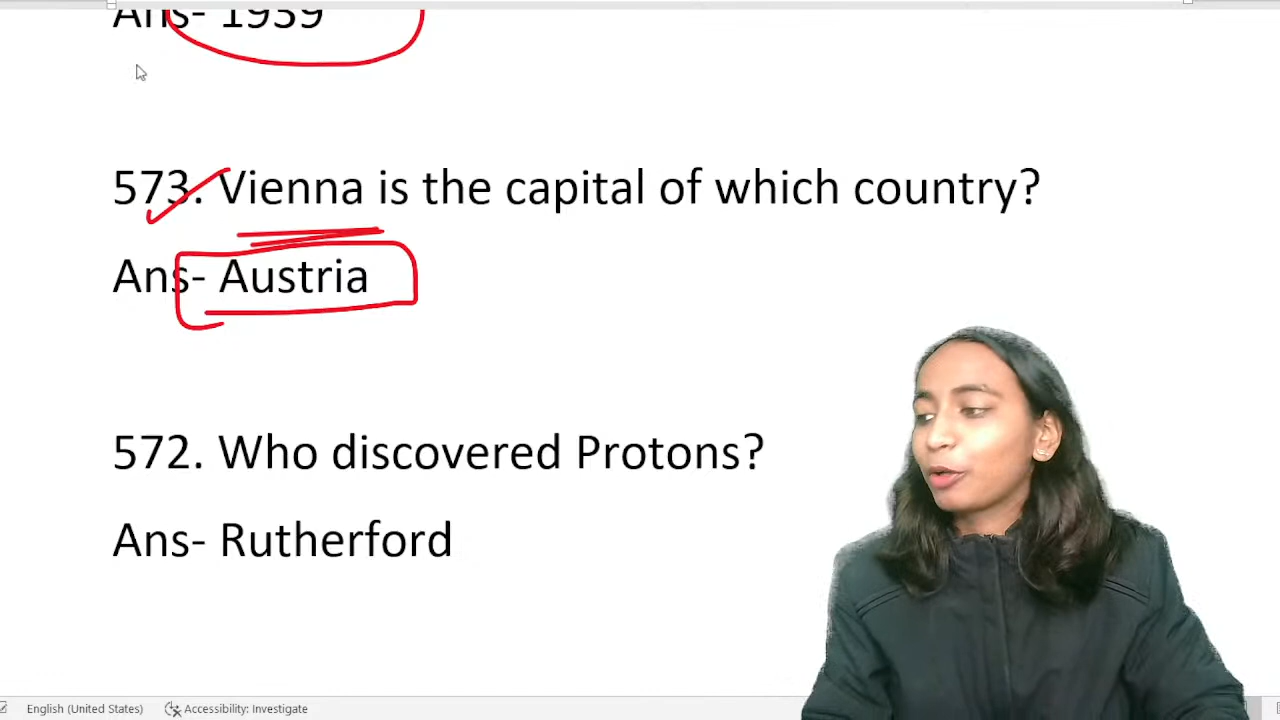 Ans- 1939
573. Vienna is the capital of which country?
Ans- Austria
572. Who discovered Protons?
Ans- Rutherford
English (United States) Accessibility: Investigate